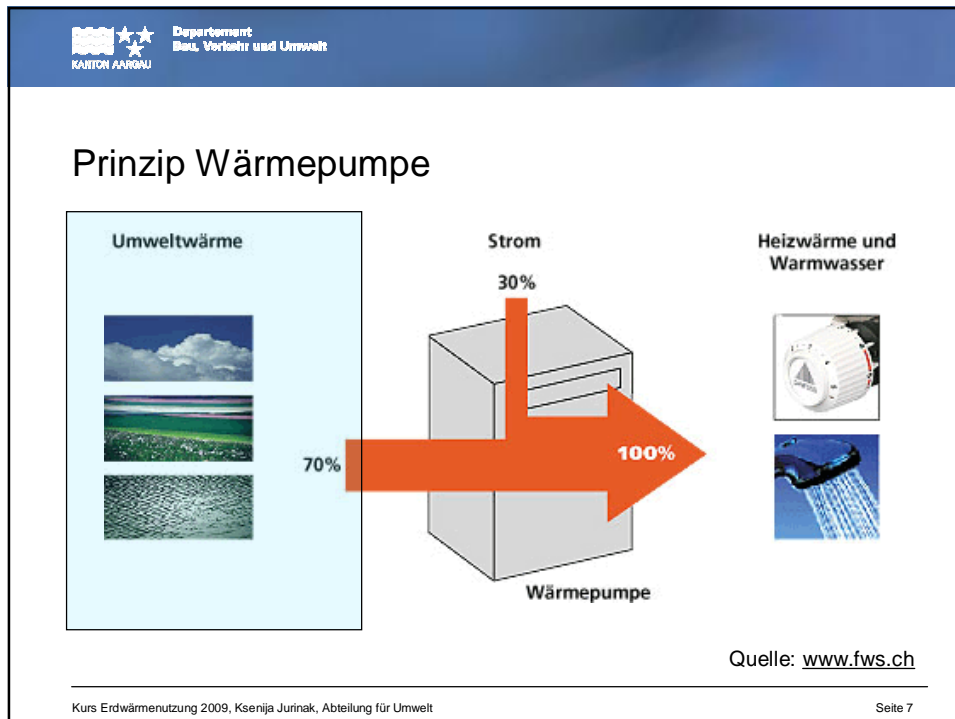 Departement
Bau, Verkehr und Umwelt
KANTON AARGAU
Prinzip Wärmepumpe
Umweltwärme
Strom
Heizwärme und
Warmwasser
30%
70%
100%
Wärmepumpe
Quelle: www.fws.ch
Kurs Erdwärmenutzung 2009, Ksenija Jurinak, Abteilung für Umwelt
Seite 7